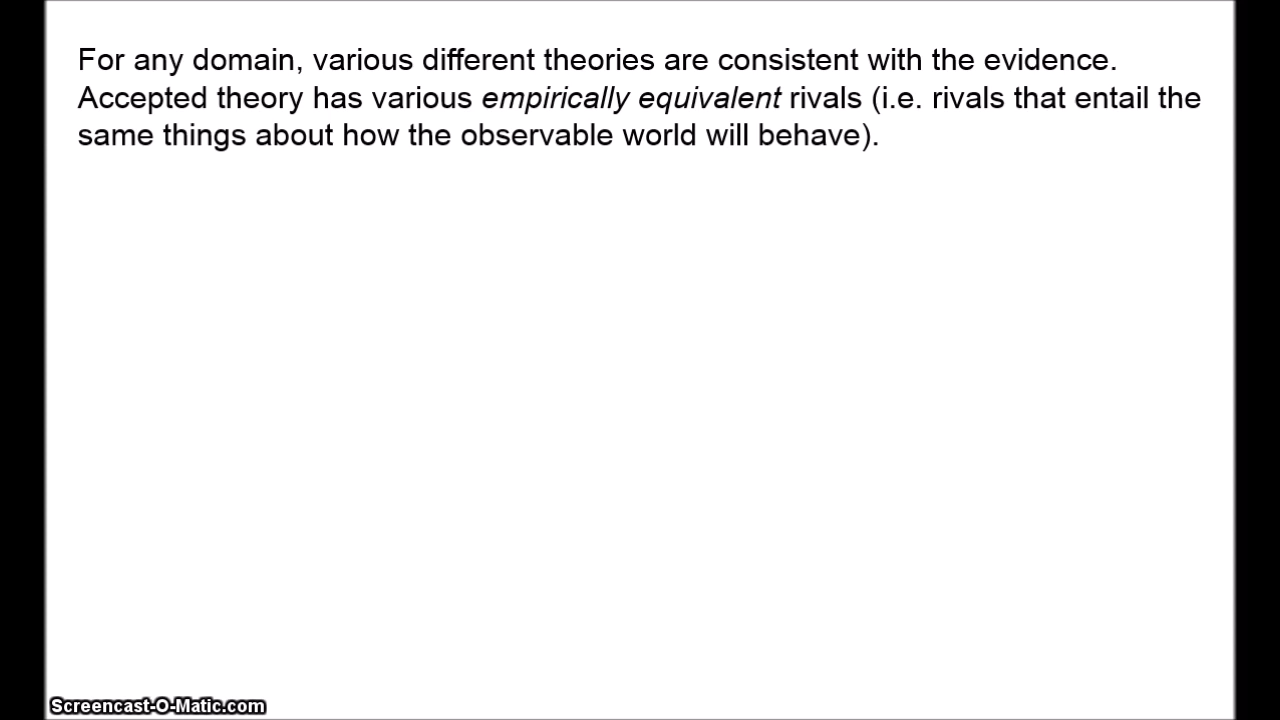 For any domain, various different theories are consistent with the evidence.
Accepted theory has various empirically equivalent rivals (i.e. rivals that entail the
same things about how the observable world will behave).
Screencast-O-Matic.com